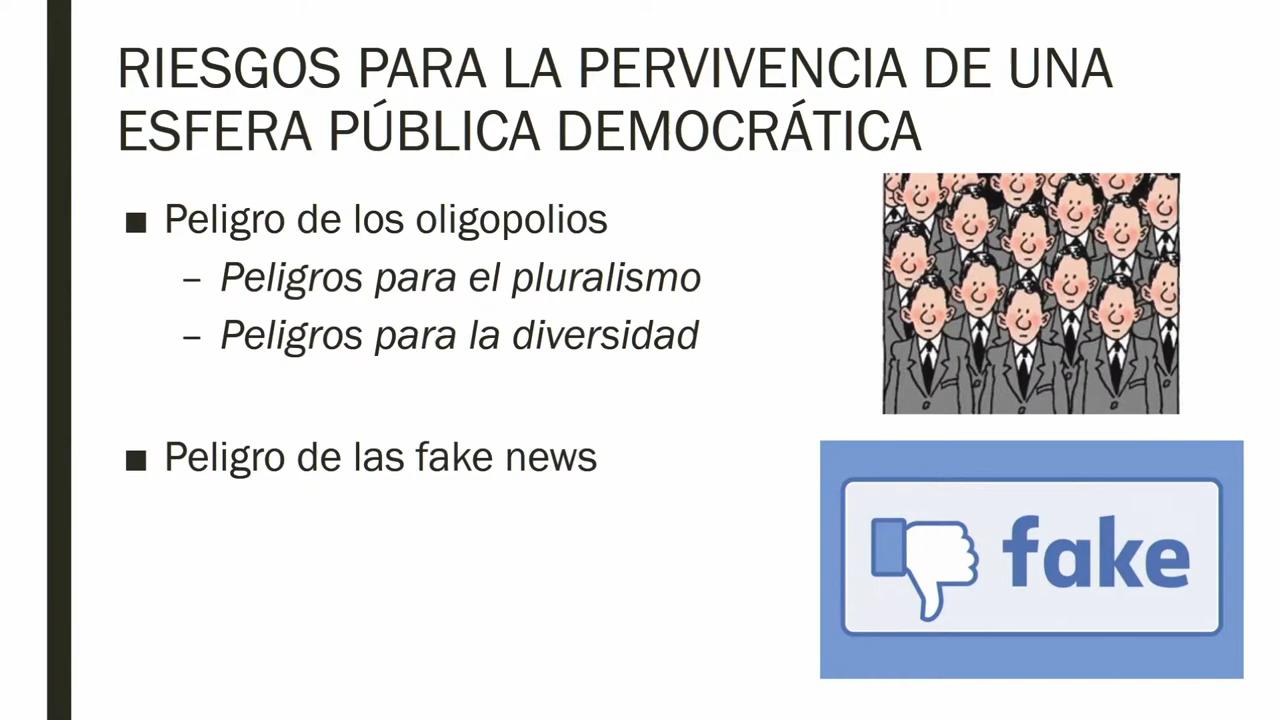 RIESGOS PARA LA PERVIVENCIA DE UNA
ESFERA PÚBLICA DEMOCRÁTICA
■ Peligro de los oligopolios
– Peligros para el pluralismo
– Peligros para la diversidad
■ Peligro de las fake news
fake